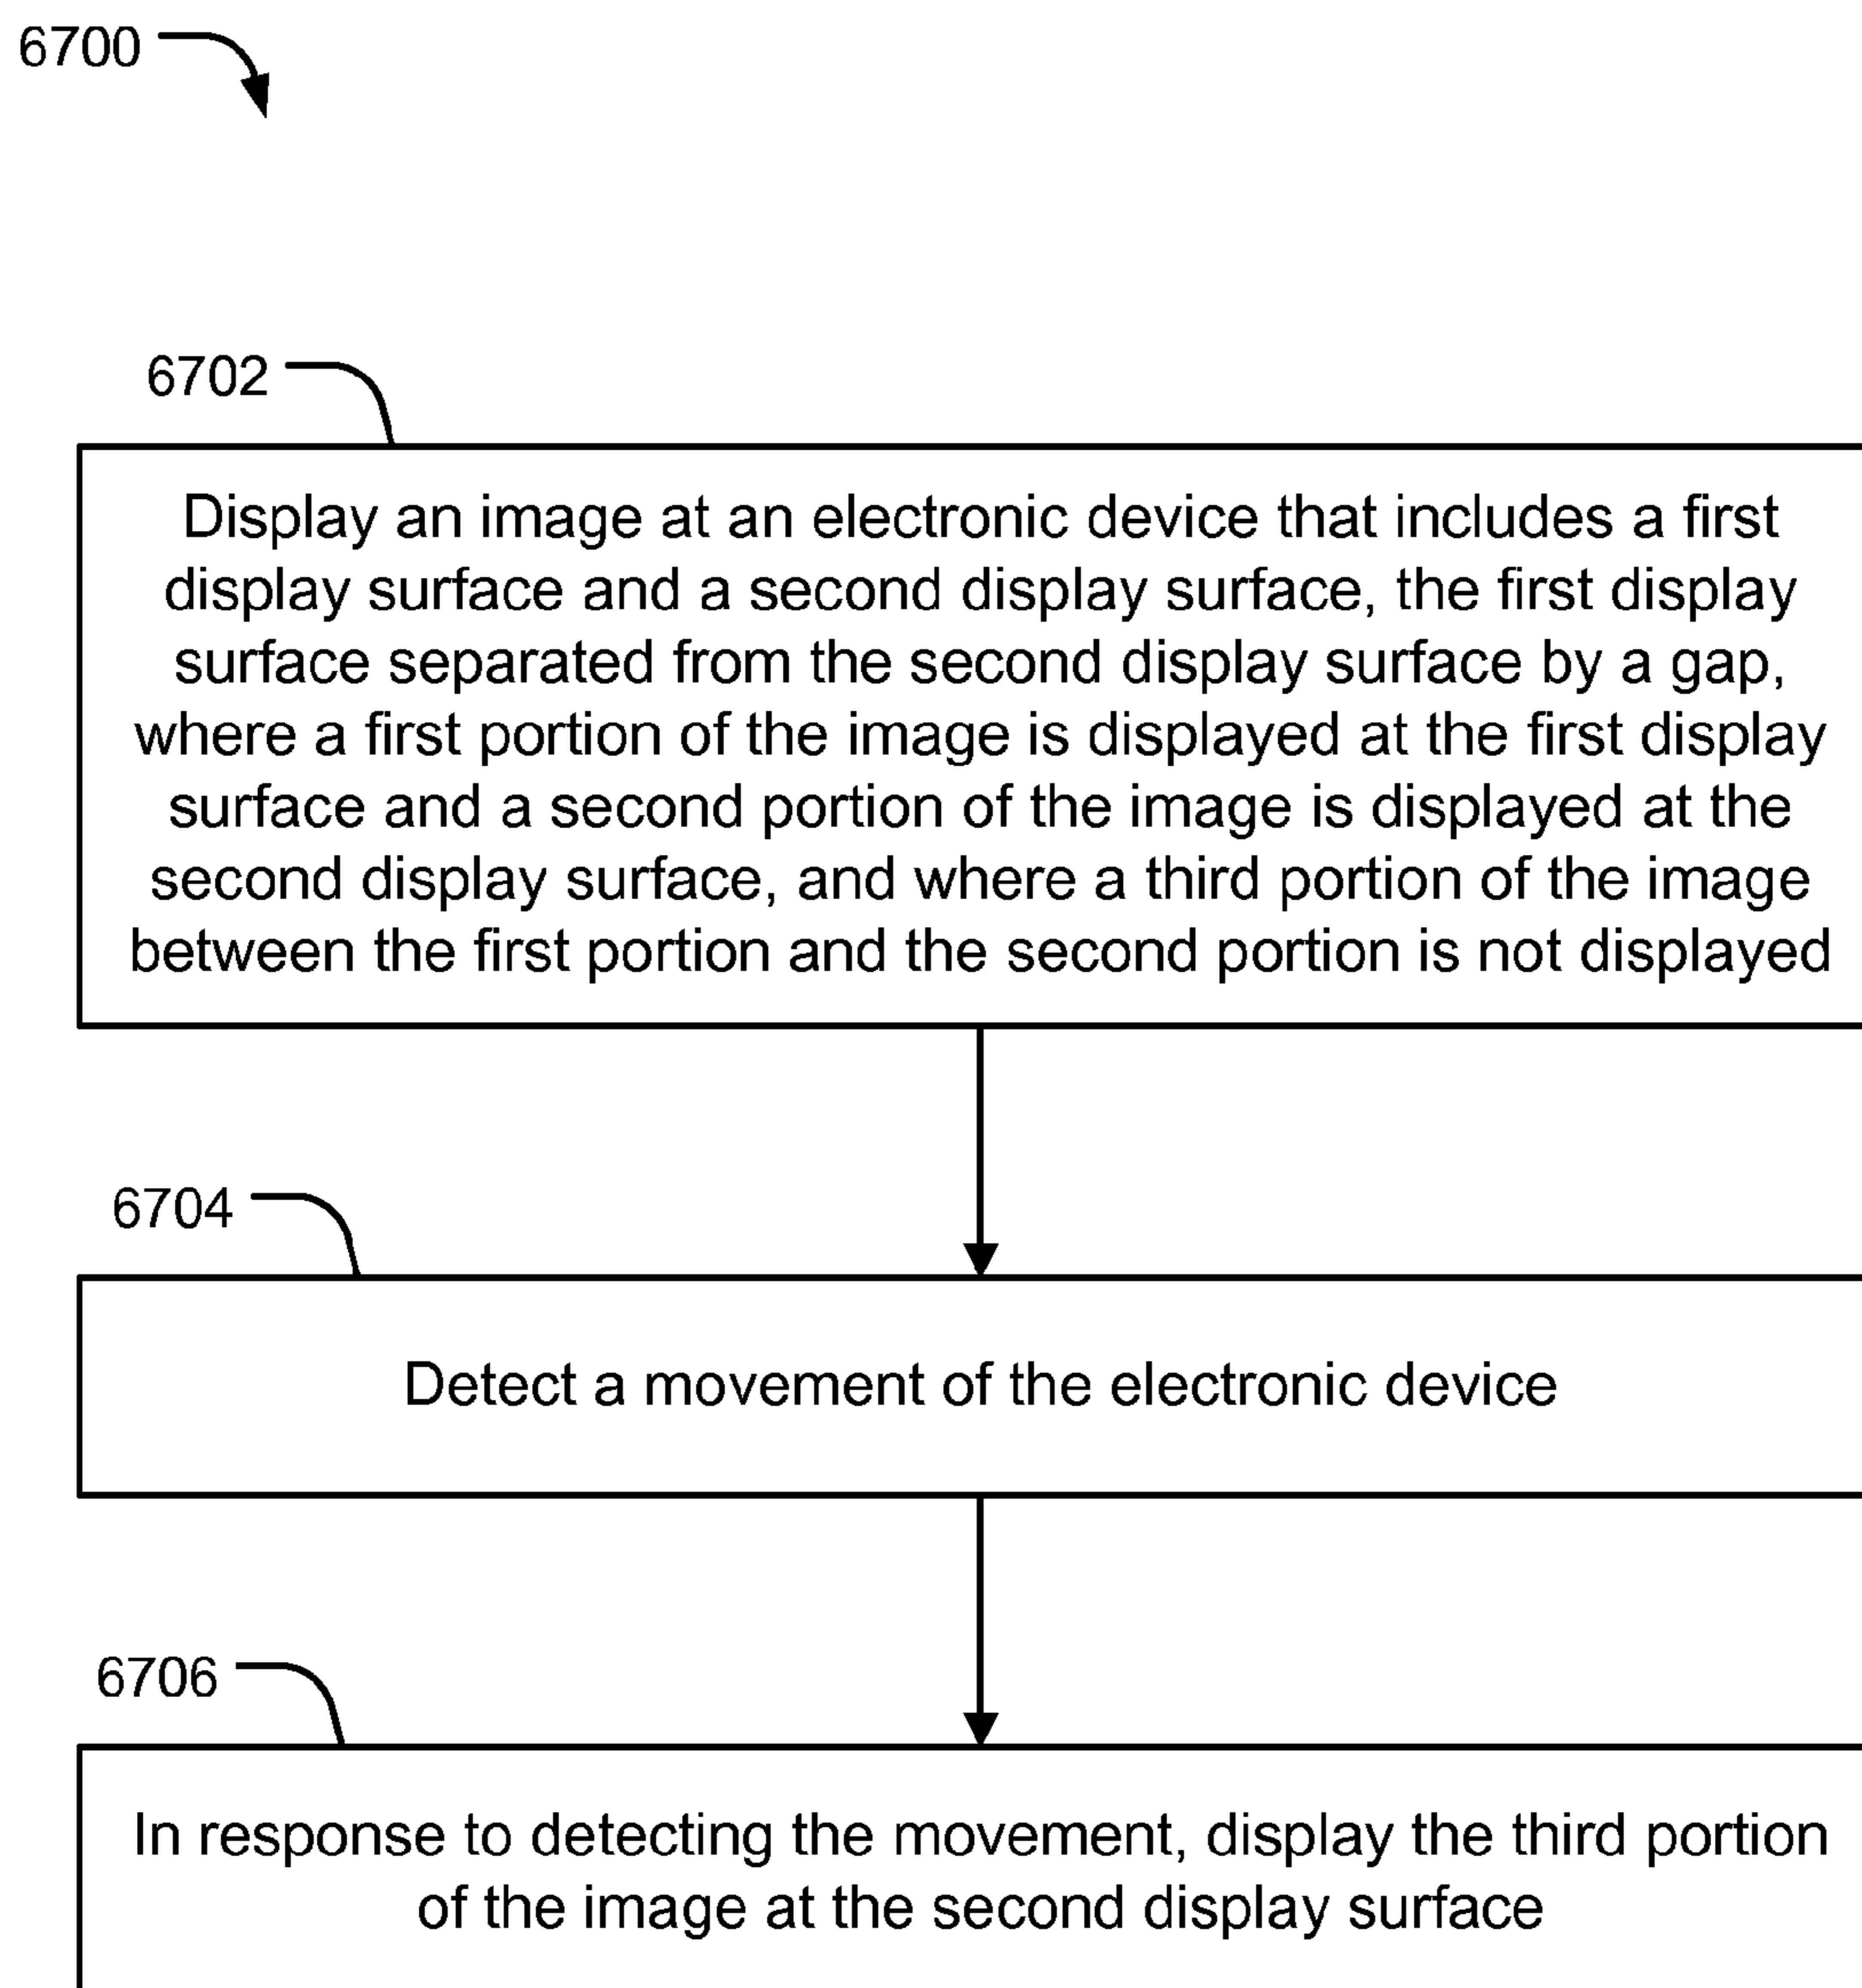 6700
6702
Display an image at an electronic device that includes a first
display surface and a second display surface, the first display
surface separated from the second display surface by a gap,
where a first portion of the image is displayed at the first display
surface and a second portion of the image is displayed at the
second display surface, and where a third portion of the image
between the first portion and the second portion is not displayed
6704
Detect a movement of the electronic device
6706
In response to detecting the movement, display the third portion
of the image at the second display surface